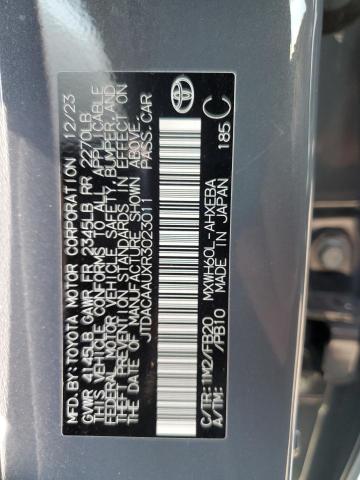 MFD.BY: TOYOTA MOTOR CORPORATION 12/23
GVWR 4145LB GAWR FR 2345LB RR 2270LB
THIS VEHICLE CONFORMS TO ALL APPLICABLE
FEDERAL MOTOR VEHICLE SAFETY, BUMPER, AND
THEFT PREVENTION STANDARDS IN EFFECT ON
THE DATE OF MANUFACTURE SHOWN ABOVE.
JTDACAAUXR3023011 PASS.CAR
C/TR: 1M2/FB20 MXWH60L-AHXEBA
A/TM: /PB10 MADE IN JAPAN
185
C
TOYOTA